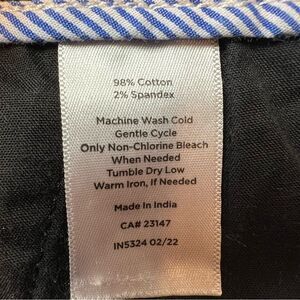 98% Cotton
2% Spandex
Machine Wash Cold
Gentle Cycle
Only Non-Chlorine Bleach
When Needed
Tumble Dry Low
Warm Iron, If Needed
Made In India
CA# 23147
IN5324 02/22